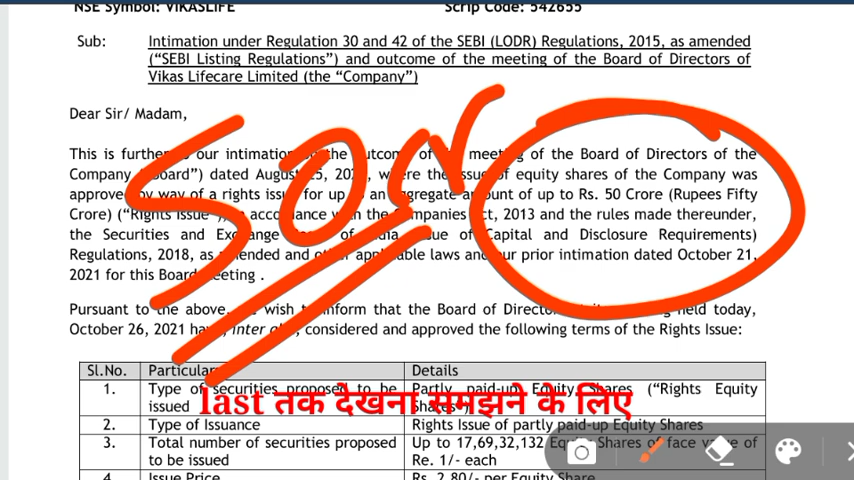 NSE Symbol: VIKASLIFE Scrip Code: 542655
Sub: Intimation under Regulation 30 and 42 of the SEBI (LODR) Regulations, 2015, as amended
(“SEBI Listing Regulations”) and outcome of the meeting of the Board of Directors of
Vikas Lifecare Limited (the “Company”)
Dear Sir/ Madam,
50 cr
This is further to our intimation the outcome of the meeting of the Board of Directors of the
Company dated August 25, where the issue of equity shares of the Company was
approved by way of a rights issue for up an aggregate amount of up to Rs. 50 Crore (Rupees Fifty
Crore) (“Rights Issue”), in accordance with the Companies Act, 2013 and the rules made thereunder,
the Securities and Exchange of India Issue of Capital and Disclosure Requirements)
Regulations, 2018, as amended and other applicable laws and our prior intimation dated October 21,
2021 for this Board Meeting .
Pursuant to the above, we wish to inform that the Board of Directors held today,
October 26, 2021 have, inter alia, considered and approved the following terms of the Rights Issue:
Sl.No. Particulars Details
1. Type of securities proposed to be issued Partly paid-up Equity Shares (“Rights Equity Shares”)
last तक देखना समझने के लिए
2. Type of Issuance Rights Issue of partly paid-up Equity Shares
3. Total number of securities proposed to be issued Up to 17,69,32,132 Equity Shares of face value of Re. 1/- each
4. Issue Price Rs. 2.80/- per Equity Share